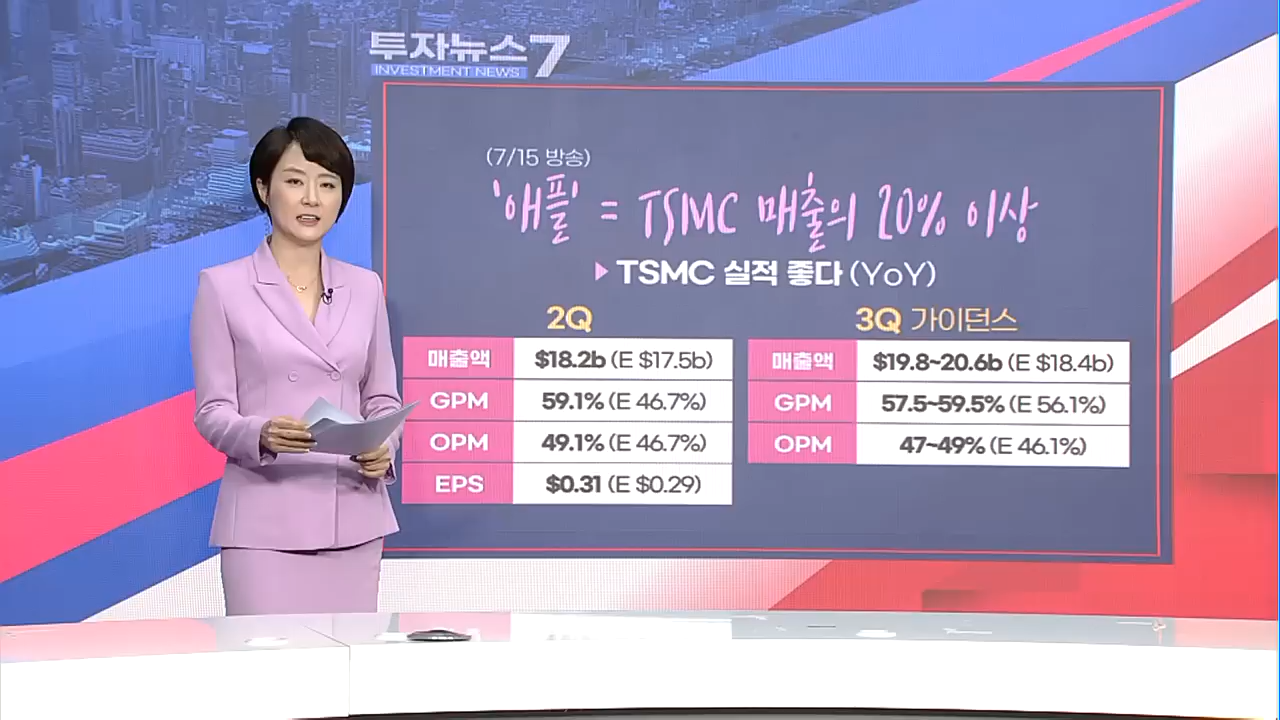 투자뉴스 7
INVESTMENT NEWS
(7/15 방송)
'애플' = TSMC 매출의 20% 이상
▶ TSMC 실적 좋다 (YoY)
2Q
매출액 $18.2b (E $17.5b)
GPM 59.1% (E 46.7%)
OPM 49.1% (E 46.7%)
EPS $0.31 (E $0.29)
3Q 가이던스
매출액 $19.8~20.6b (E $18.4b)
GPM 57.5~59.5% (E 56.1%)
OPM 47~49% (E 46.1%)